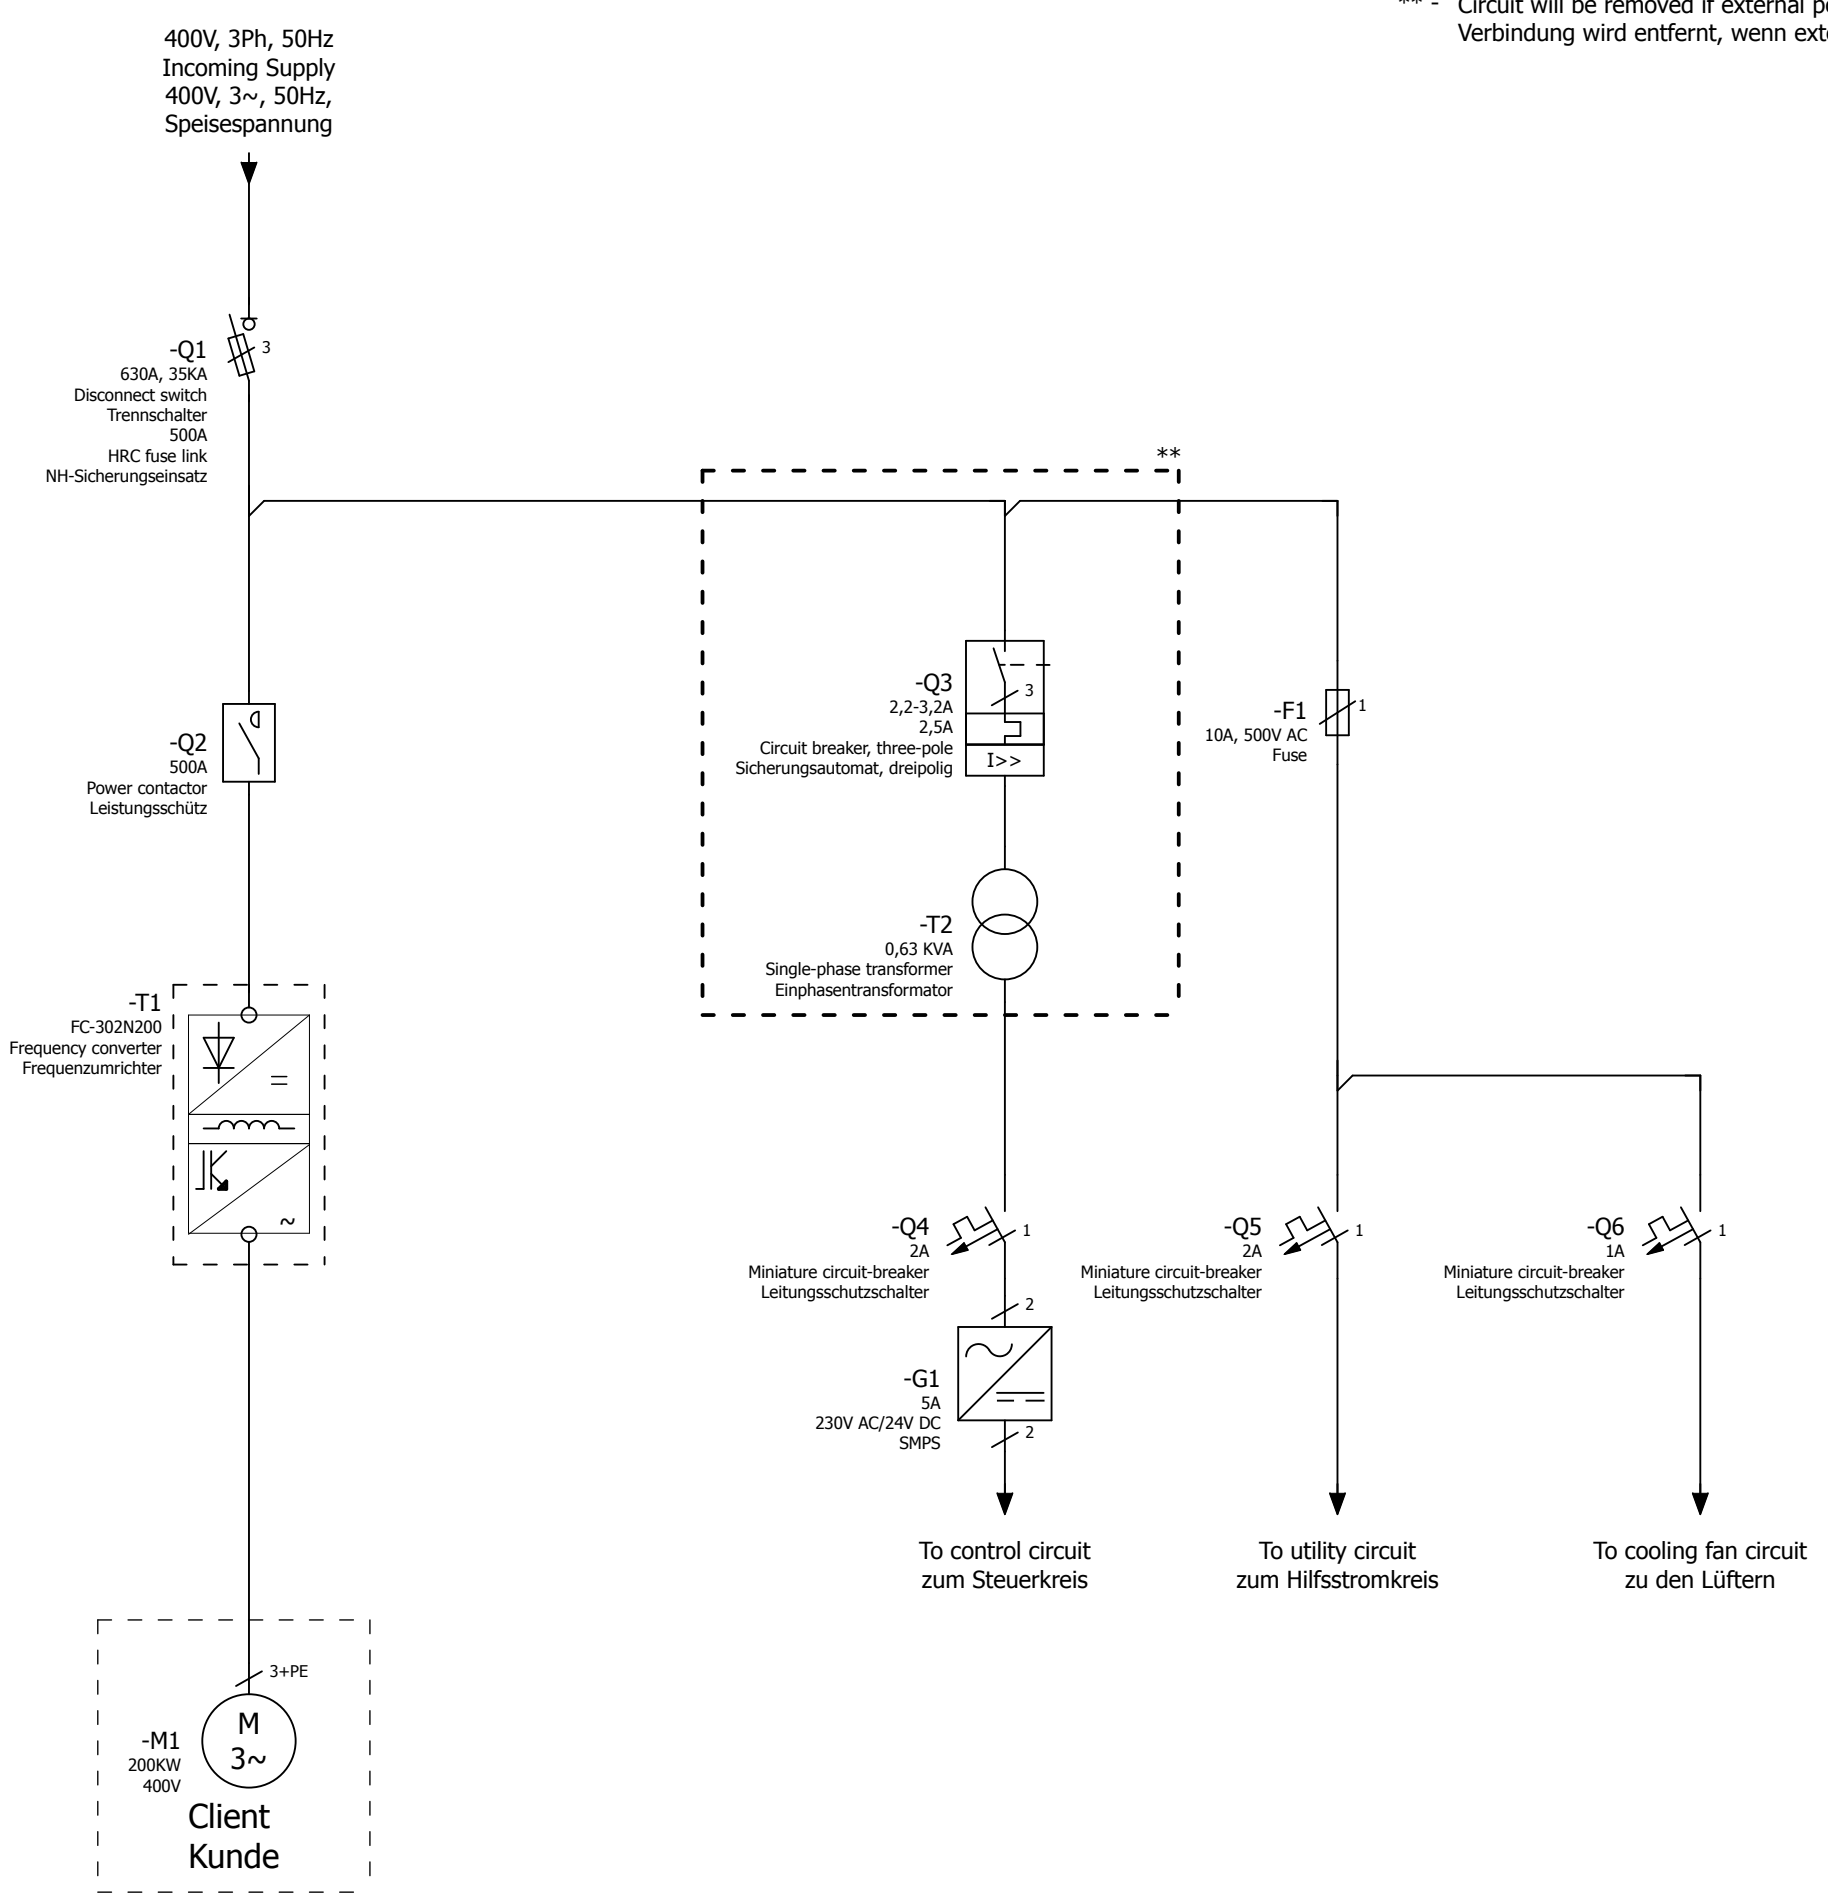 ** - Circuit will be removed if external
Verbindung wird entfernt, wenn
400V, 3Ph, 50Hz
Incoming Supply
400V, 3~, 50Hz,
Speisespannung
-Q1
630A, 35KA
Disconnect switch
Trennschalter
500A
HRC fuse link
NH-Sicherungseinsatz
3
**
-Q2
500A
Power contactor
Leistungsschütz
-Q3
2,2-3,2A
2,5A
Circuit breaker, three-pole
Sicherungsautomat, dreipolig
3
I>>
-F1
10A, 500V AC
Fuse
1
-T2
0,63 KVA
Single-phase transformer
Einphasentransformator
-T1
FC-302N200
Frequency converter
Frequenzumrichter
=
~
-Q4
2A
Miniature circuit-breaker
Leitungsschutzschalter
1
-Q5
2A
Miniature circuit-breaker
Leitungsschutzschalter
1
-Q6
1A
Miniature circuit-breaker
Leitungsschutzschalter
1
2
-G1
5A
230V AC/24V DC
SMPS
2
To control circuit
zum Steuerkreis
To utility circuit
zum Hilfsstromkreis
To cooling fan circuit
zu den Lüftern
3+PE
-M1
200KW
400V
M
3~
Client
Kunde